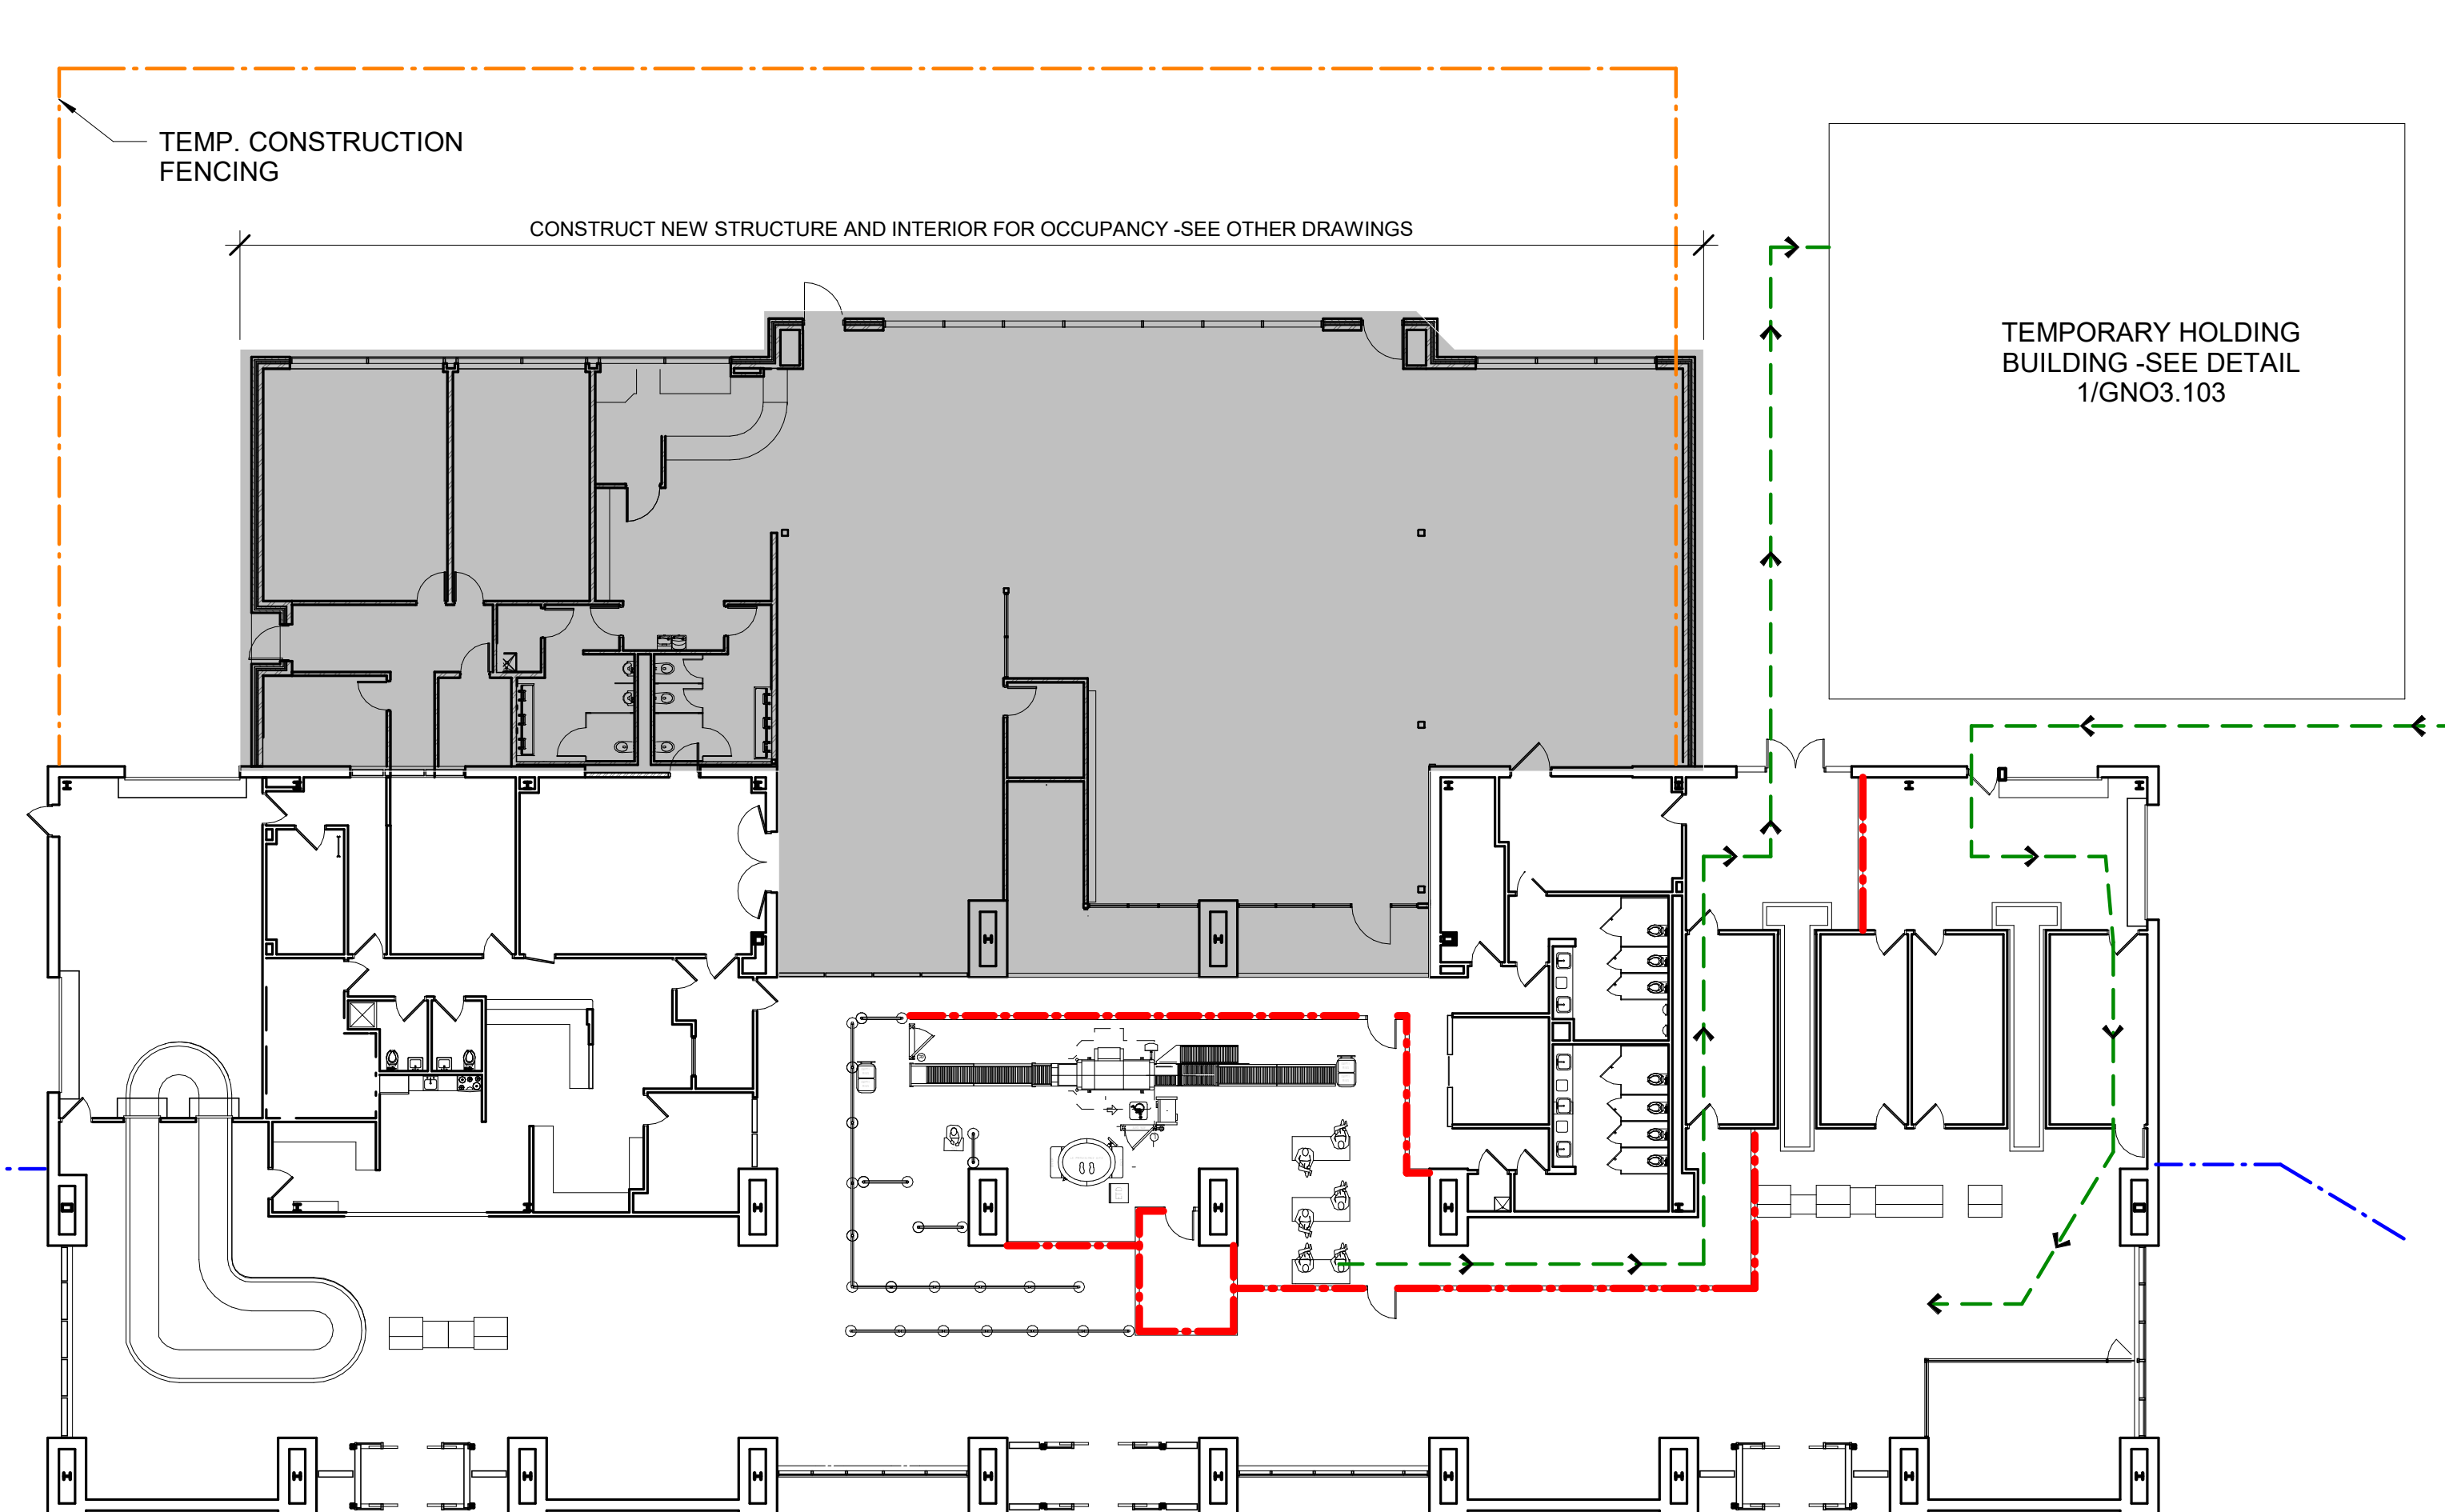 TEMP. CONSTRUCTION
FENCING
CONSTRUCT NEW STRUCTURE AND INTERIOR FOR OCCUPANCY -SEE OTHER DRAWINGS
TEMPORARY HOLDING
BUILDING -SEE DETAIL
1/GNO3.103